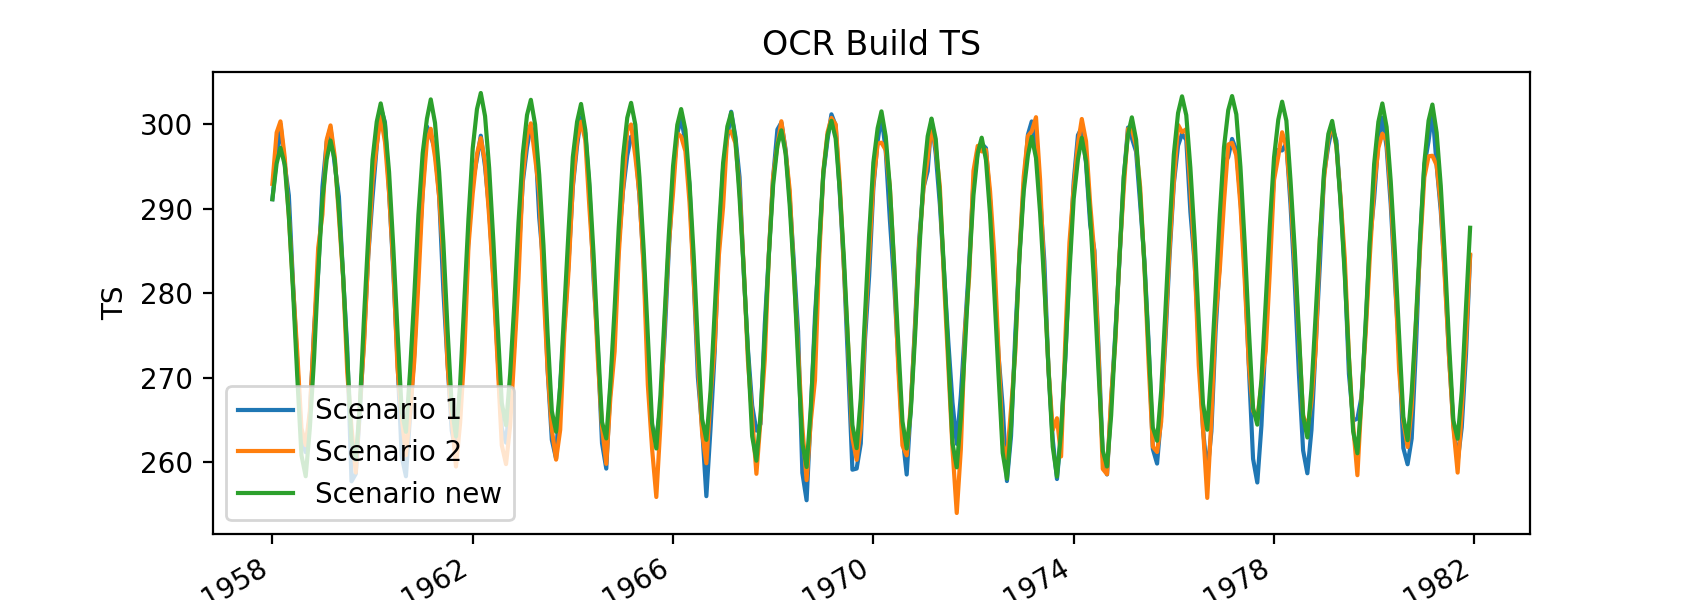 OCR Build TS
TS
300
290
280
270
260
Scenario 1
Scenario 2
Scenario new
1958
1962
1966
1970
1974
1978
1982